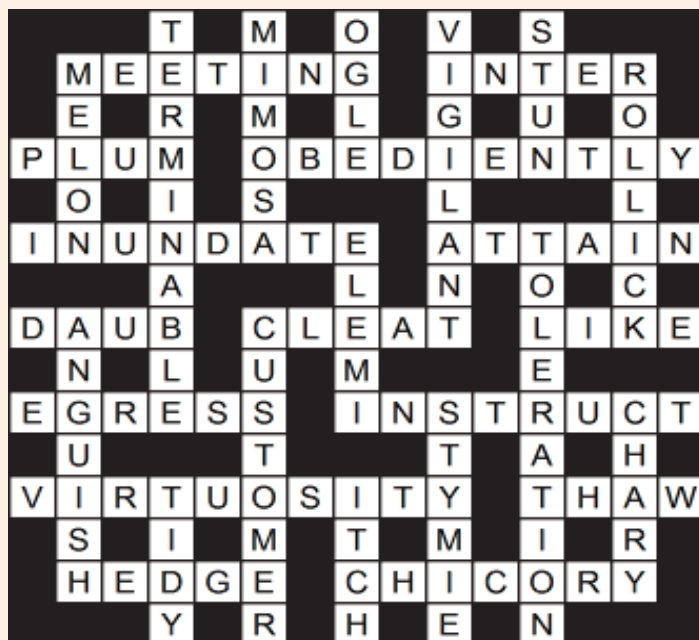 T M O V S
MEETING INTER
E R M L G U O
PLUM OBEDIENTLY
O I S L L
INUNDATE ATTAIN
A L N O C
DAUB CLEAT LIKE
N L U M E
EGRESS INSTRUCT
U T T A H
VIRTUOSITY THAW
S I M T M I R
HEDGE CHICORY
Y R H E N